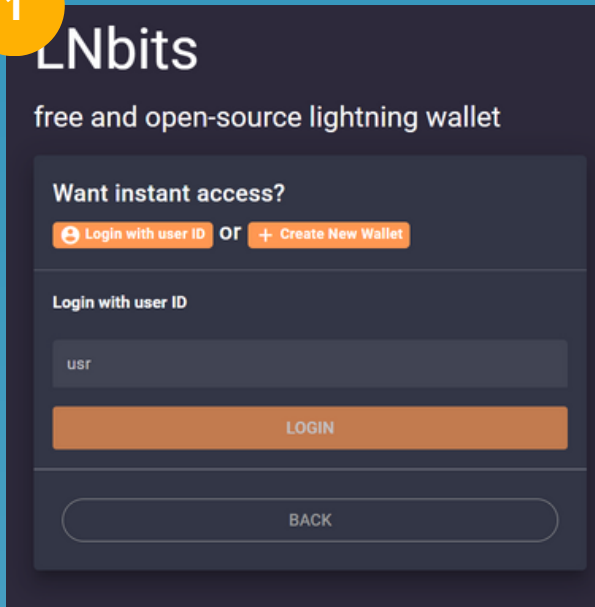 1
LNbits
free and open-source lightning wallet
Want instant access?
Login with user ID or + Create New Wallet
Login with user ID
usr
LOGIN
BACK